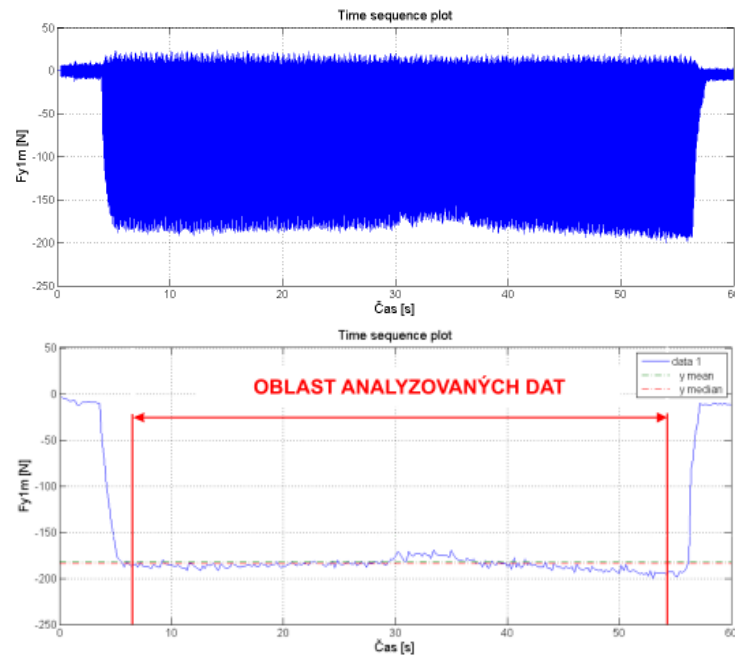 Time sequence plot
50
0
-50
-100
-150
-200
-250
Fy1m [N]
0 10 20 30 40 50 60
Čas [s]
Time sequence plot
50
0
-50
-100
-150
-200
-250
Fy1m [N]
data 1
y mean
y median
OBLAST ANALYZOVANÝCH DAT
0 10 20 30 40 50 60
Čas [s]